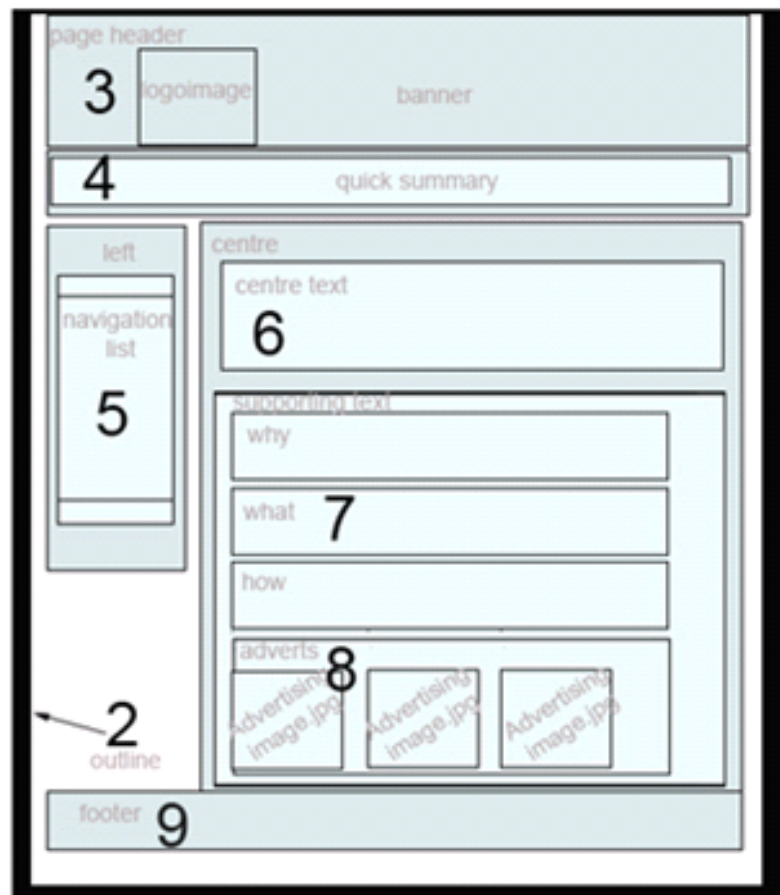 page header
3
logoimage
banner
4
quick summary
left
navigation
list
5
centre
centre text
6
supporting text
why
what
7
how
adverts
8
Advertising
image.jpg
Advertising
image.jpg
Advertising
image.jpg
2
outline
footer
9